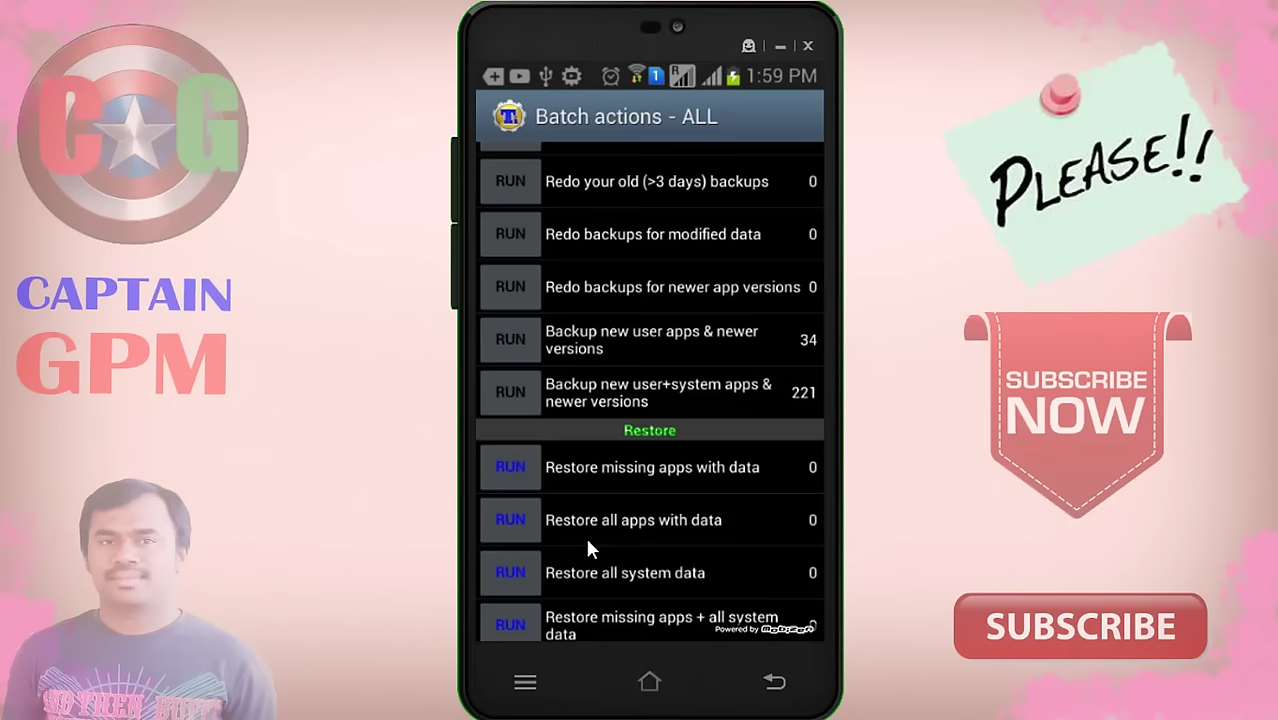 C G
CAPTAIN
GPM
1:59 PM
Batch actions - ALL
RUN Redo your old (>3 days) backups 0
RUN Redo backups for modified data 0
RUN Redo backups for newer app versions 0
RUN Backup new user apps & newer
versions 34
RUN Backup new user+system apps &
newer versions 221
Restore
RUN Restore missing apps with data 0
RUN Restore all apps with data 0
RUN Restore all system data 0
RUN Restore missing apps + all system
data
Powered by Mobizen
PLEASE!!
SUBSCRIBE
NOW
SUBSCRIBE